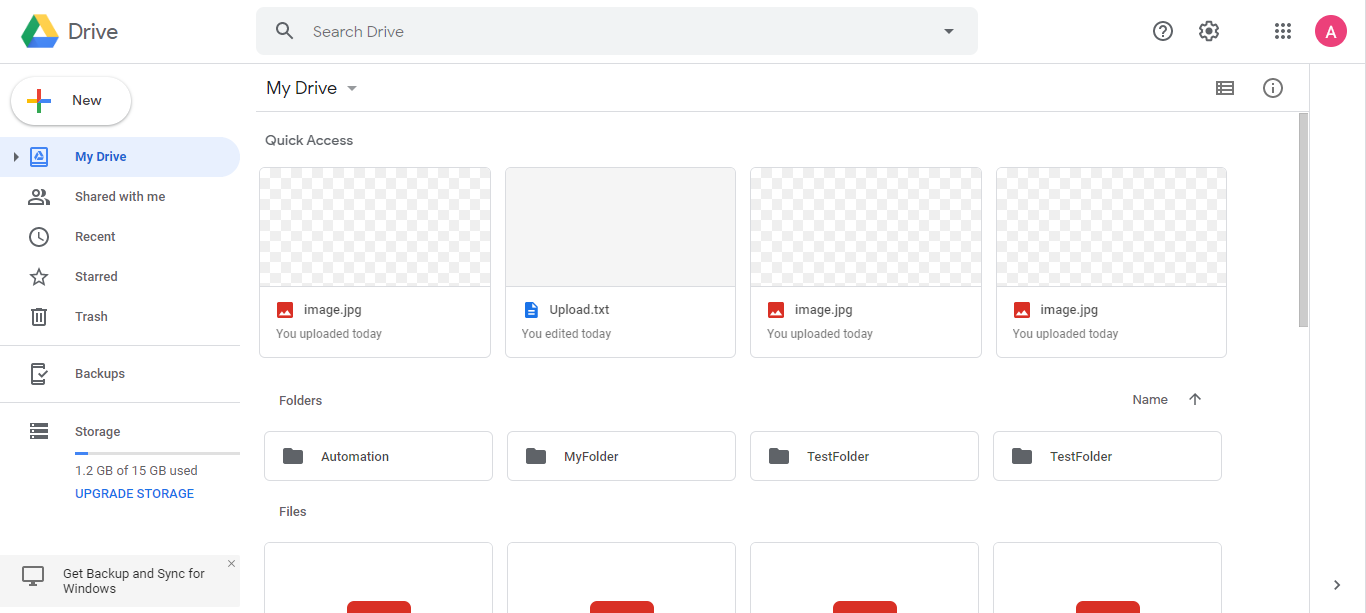 Drive
Search Drive
A
New
My Drive
My Drive
Shared with me
Recent
Starred
Trash
Backups
Storage
1.2 GB of 15 GB used
UPGRADE STORAGE
Get Backup and Sync for
Windows
Quick Access
image.jpg
You uploaded today
Upload.txt
You edited today
image.jpg
You uploaded today
image.jpg
You uploaded today
Folders
Name
Automation
MyFolder
TestFolder
TestFolder
Files